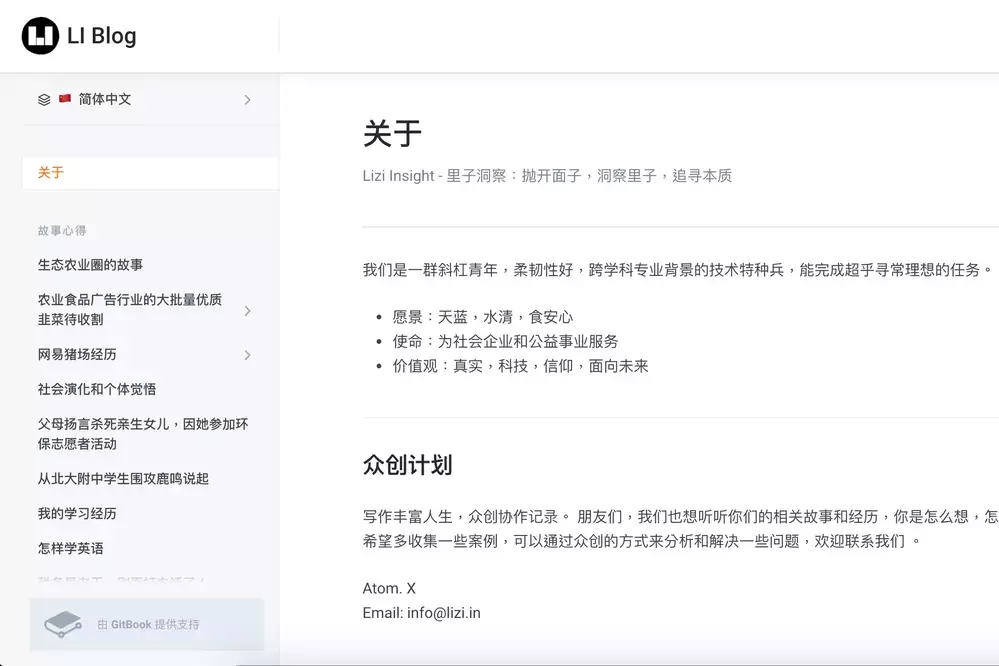 LI Blog
简体中文
关于
故事心得
生态农业圈的故事
农业食品广告行业的大批量优质
韭菜待收割
网易猪场经历
社会演化和个体觉悟
父母扬言杀死亲生女儿，因她参加环
保志愿者活动
从北大附中学生围攻鹿鸣说起
我的学习经历
怎样学英语
由 GitBook 提供支持
关于
Lizi Insight - 里子洞察：抛开面子，洞察里子，追寻本质
我们是一群斜杠青年，柔韧性好，跨学科专业背景的技术特种兵，能完成超乎寻常理想的任务。
• 愿景：天蓝，水清，食安心
• 使命：为社会企业和公益事业服务
• 价值观：真实，科技，信仰，面向未来
众创计划
写作丰富人生，众创协作记录。 朋友们，我们也想听听你们的相关故事和经历，你是怎么想，怎
希望多收集一些案例，可以通过众创的方式来分析和解决一些问题，欢迎联系我们 。
Atom. X
Email: info@lizi.in